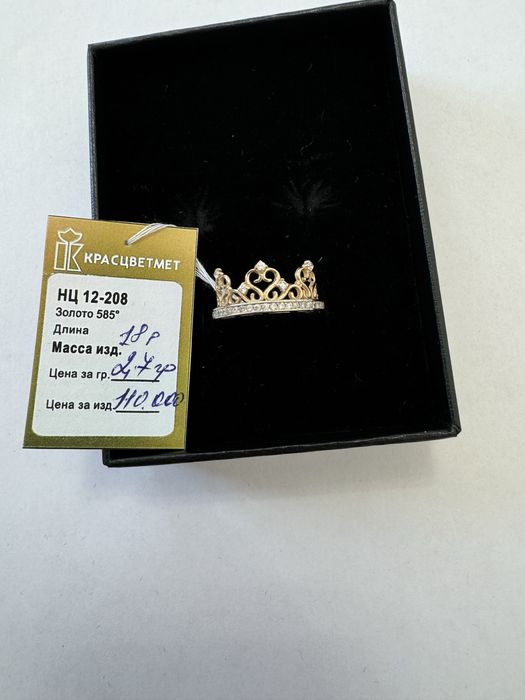 КРАСЦВЕТМЕТ
НЦ 12-208
Золото 585°
Длина 18 р
Масса изд.
Цена за гр. 2,7 гр
Цена за изд 110.000